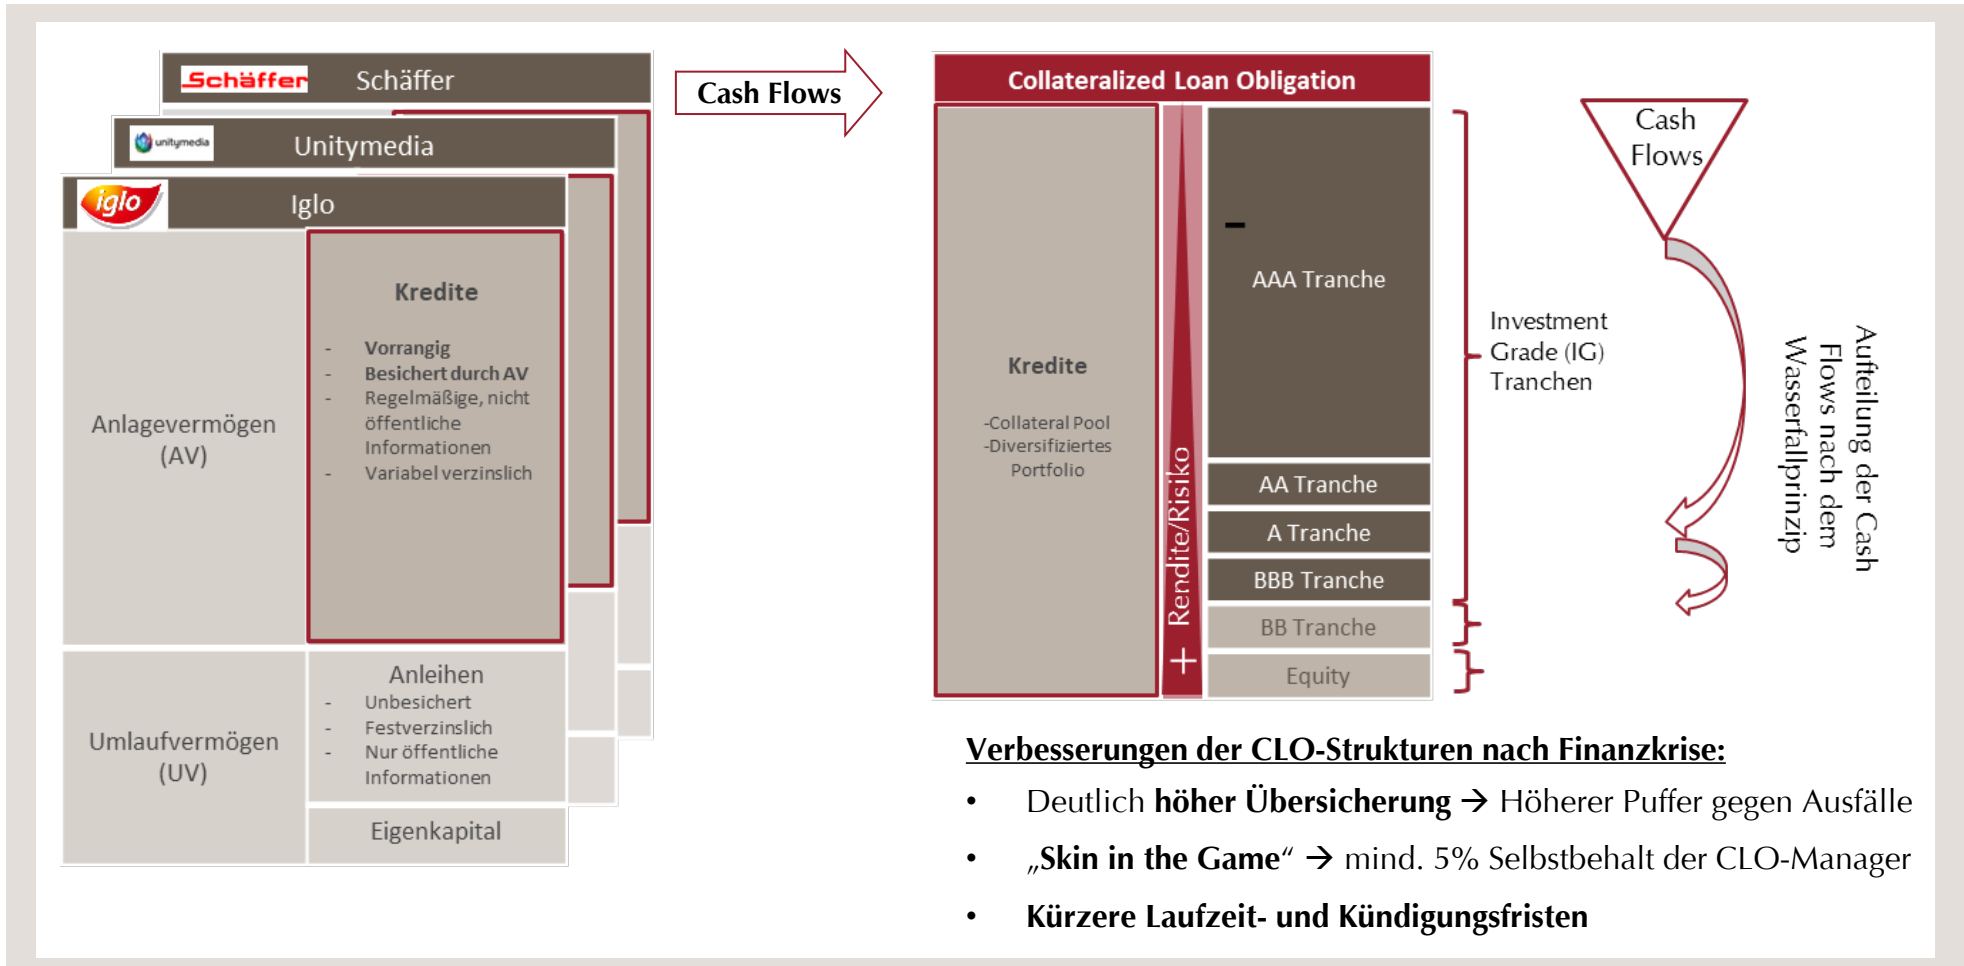 Schäffer
Schäffer
unitymedia
Unitymedia
iglo
Iglo
Anlagevermögen
(AV)
Kredite
- Vorrangig
- Besichert durch AV
- Regelmäßige, nicht
öffentliche
Informationen
- Variabel verzinslich
Umlaufvermögen
(UV)
Anleihen
- Unbesichert
- Festverzinslich
- Nur öffentliche
Informationen
Eigenkapital
Cash Flows
Collateralized Loan Obligation
Kredite
-Collateral Pool
-Diversifiziertes
Portfolio
+ Rendite/Risiko
–
AAA Tranche
AA Tranche
A Tranche
BBB Tranche
BB Tranche
Equity
Investment
Grade (IG)
Tranchen
Cash
Flows
Aufteilung der Cash
Flows nach dem
Wasserfallprinzip
Verbesserungen der CLO-Strukturen nach Finanzkrise:
• Deutlich höher Übersicherung → Höherer Puffer gegen Ausfälle
• „Skin in the Game“ → mind. 5% Selbstbehalt der CLO-Manager
• Kürzere Laufzeit- und Kündigungsfristen